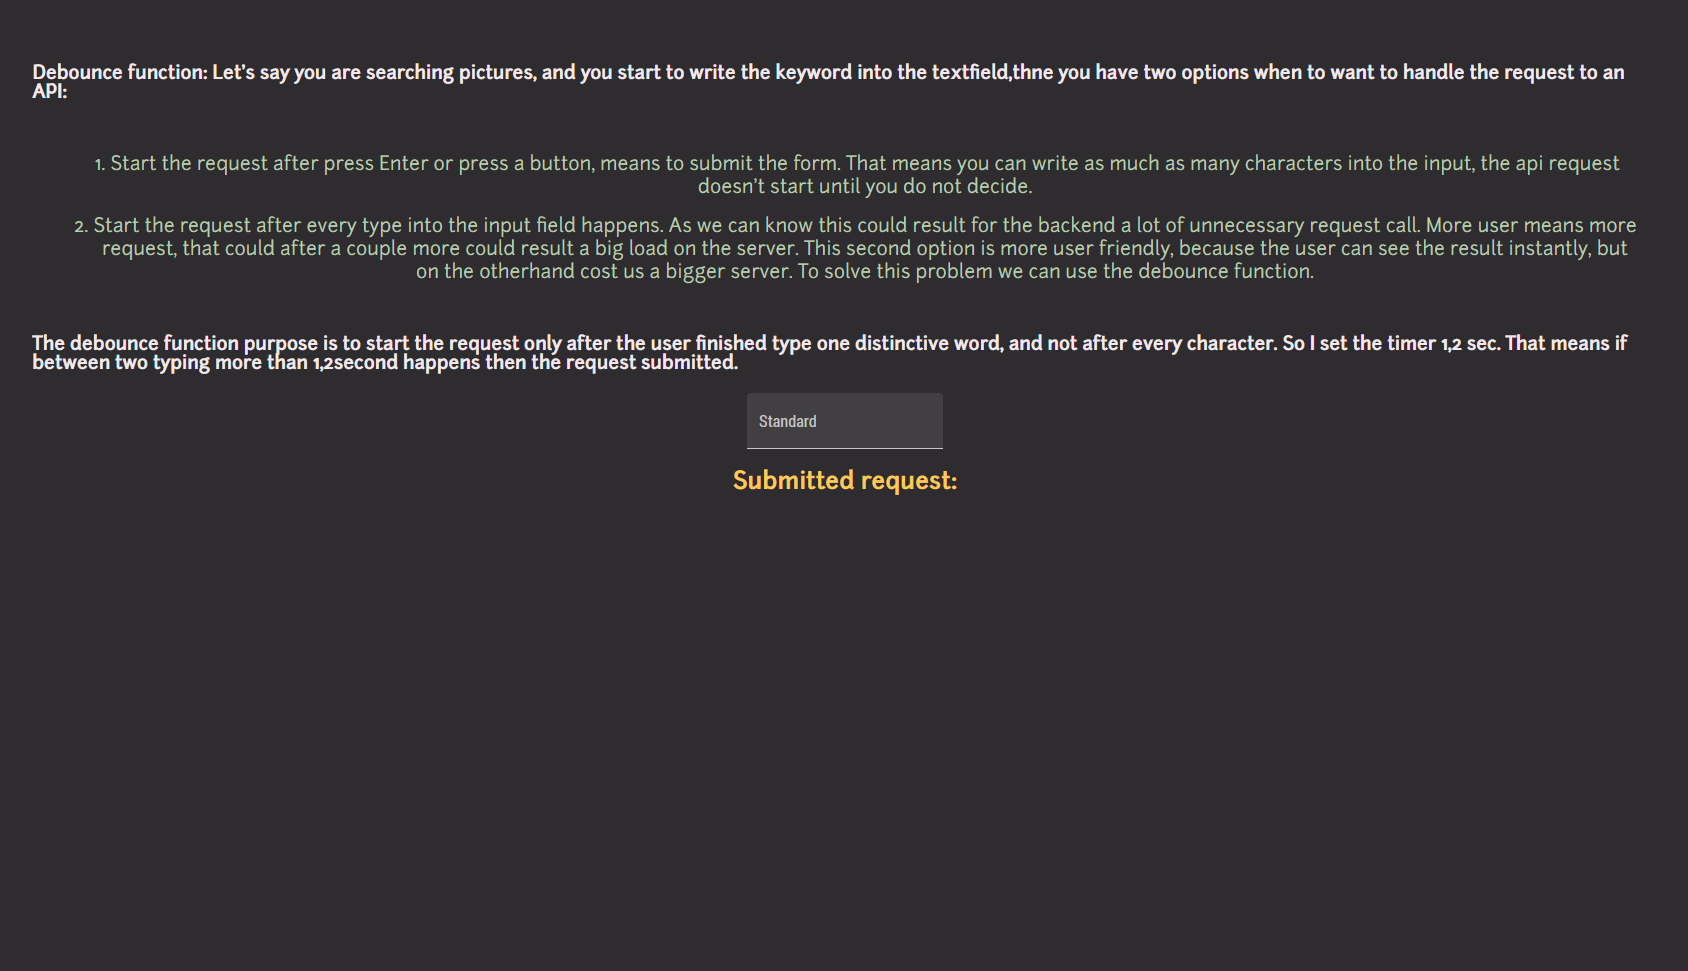 Debounce function: Let's say you are searching pictures, and you start to write the keyword into the textfield,thne you have two options when to want to handle the request to an
API:
1. Start the request after press Enter or press a button, means to submit the form. That means you can write as much as many characters into the input, the api request
doesn't start until you do not decide.
2. Start the request after every type into the input field happens. As we can know this could result for the backend a lot of unnecessary request call. More user means more
request, that could after a couple more could result a big load on the server. This second option is more user friendly, because the user can see the result instantly, but
on the otherhand cost us a bigger server. To solve this problem we can use the debounce function.
The debounce function purpose is to start the request only after the user finished type one distinctive word, and not after every character. So I set the timer 1,2 sec. That means if
between two typing more than 1,2second happens then the request submitted.
Standard
Submitted request: